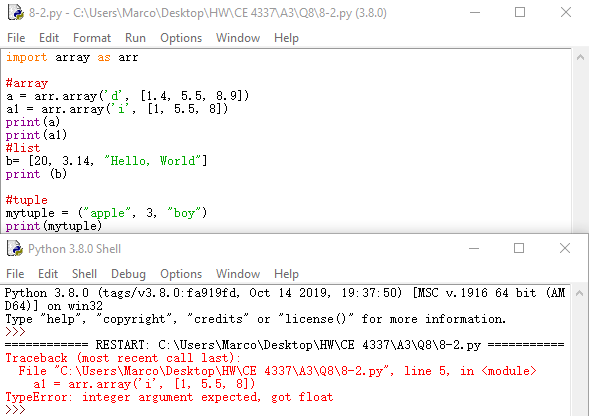 8-2.py - C:\Users\Marco\Desktop\HW\CE 4337\A3\Q8\8-2.py (3.8.0)
File Edit Format Run Options Window Help
import array as arr
#array
a = arr.array('d', [1.4, 5.5, 8.9])
a1 = arr.array('i', [1, 5.5, 8])
print(a)
print(a1)
#list
b= [20, 3.14, "Hello, World"]
print (b)
#tuple
mytuple = ("apple", 3, "boy")
print(mytuple)
Python 3.8.0 Shell
File Edit Shell Debug Options Window Help
Python 3.8.0 (tags/v3.8.0:fa919fd, Oct 14 2019, 19:37:50) [MSC v.1916 64 bit (AM
D64)] on win32
Type "help", "copyright", "credits" or "license()" for more information.
>>>
============ RESTART: C:\Users\Marco\Desktop\HW\CE 4337\A3\Q8\8-2.py ===========
Traceback (most recent call last):
  File "C:\Users\Marco\Desktop\HW\CE 4337\A3\Q8\8-2.py", line 5, in <module>
    a1 = arr.array('i', [1, 5.5, 8])
TypeError: integer argument expected, got float
>>>